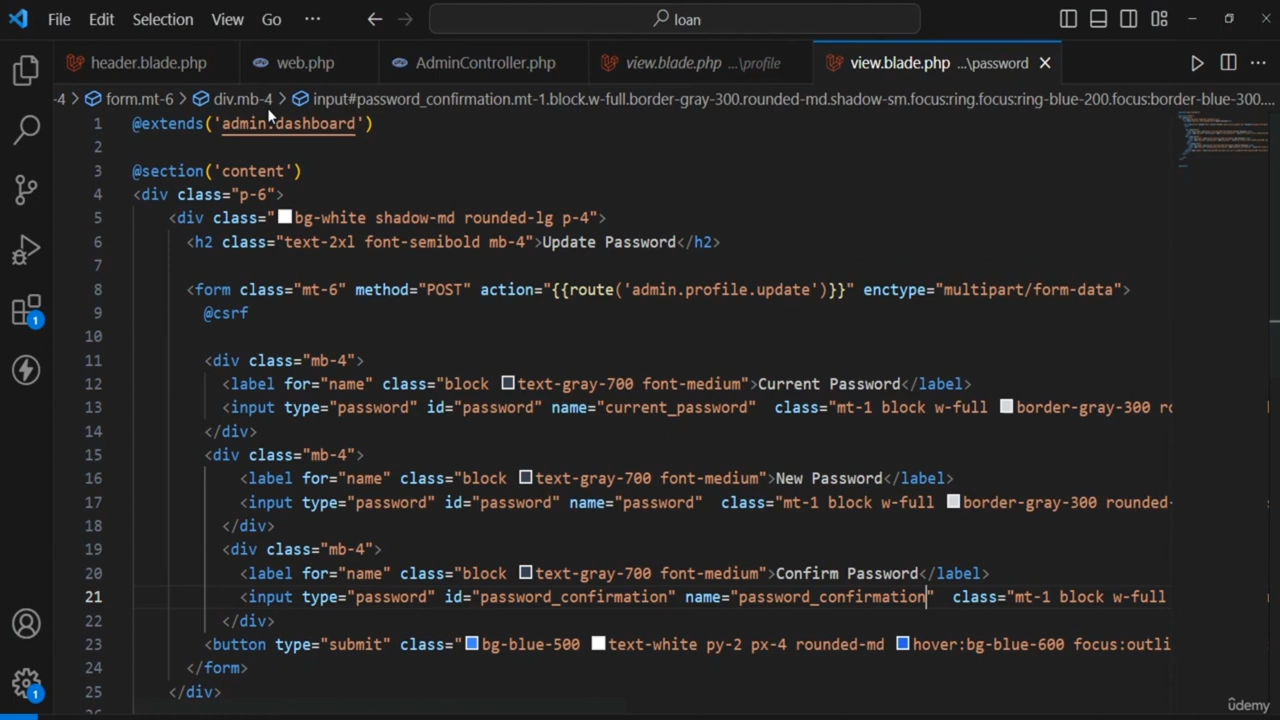 File Edit Selection View Go ··· loan
header.blade.php web.php AdminController.php view.blade.php ...\profile view.blade.php ...\password
-4 > form.mt-6 > div.mb-4 > input#password_confirmation.mt-1.block.w-full.border-gray-300.rounded-md.shadow-sm.focus:ring.focus:ring-blue-200.focus:border-blue-300....
1 @extends('admin.dashboard')
2
3 @section('content')
4 <div class="p-6">
5 <div class="bg-white shadow-md rounded-lg p-4">
6 <h2 class="text-2xl font-semibold mb-4">Update Password</h2>
7
8 <form class="mt-6" method="POST" action="{{route('admin.profile.update')}}" enctype="multipart/form-data">
9 @csrf
10
11 <div class="mb-4">
12 <label for="name" class="block text-gray-700 font-medium">Current Password</label>
13 <input type="password" id="password" name="current_password" class="mt-1 block w-full border-gray-300 ro
14 </div>
15 <div class="mb-4">
16 <label for="name" class="block text-gray-700 font-medium">New Password</label>
17 <input type="password" id="password" name="password" class="mt-1 block w-full border-gray-300 rounded-
18 </div>
19 <div class="mb-4">
20 <label for="name" class="block text-gray-700 font-medium">Confirm Password</label>
21 <input type="password" id="password_confirmation" name="password_confirmation" class="mt-1 block w-full
22 </div>
23 <button type="submit" class="bg-blue-500 text-white py-2 px-4 rounded-md hover:bg-blue-600 focus:outli
24 </form>
25 </div>
1
1
ûdemy